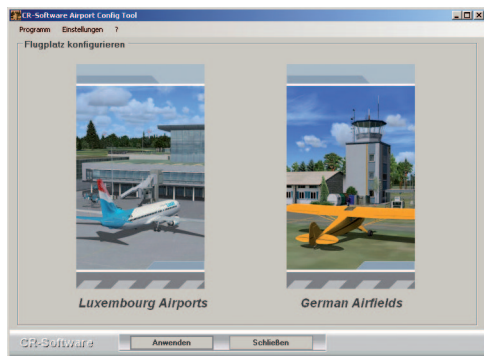 CR-Software Airport Config Tool
Programm Einstellungen ?
Flugplatz konfigurieren
Luxembourg Airports
German Airfields
CR-Software
Anwenden
Schließen